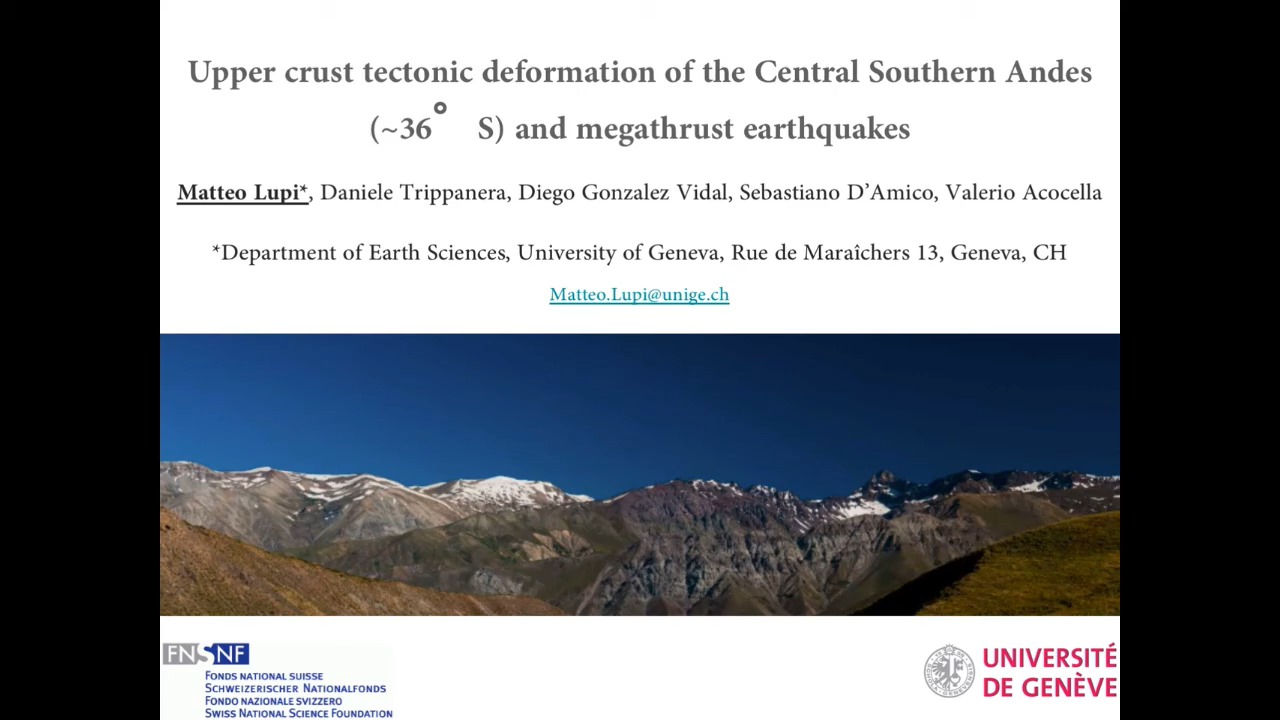 Upper crust tectonic deformation of the Central Southern Andes
(~36° S) and megathrust earthquakes
Matteo Lupi*, Daniele Trippanera, Diego Gonzalez Vidal, Sebastiano D’Amico, Valerio Acocella
*Department of Earth Sciences, University of Geneva, Rue de Maraîchers 13, Geneva, CH
Matteo.Lupi@unige.ch
FNSNF
FONDS NATIONAL SUISSE
SCHWEIZERISCHER NATIONALFONDS
FONDO NAZIONALE SVIZZERO
SWISS NATIONAL SCIENCE FOUNDATION
UNIVERSITÉ
DE GENÈVE